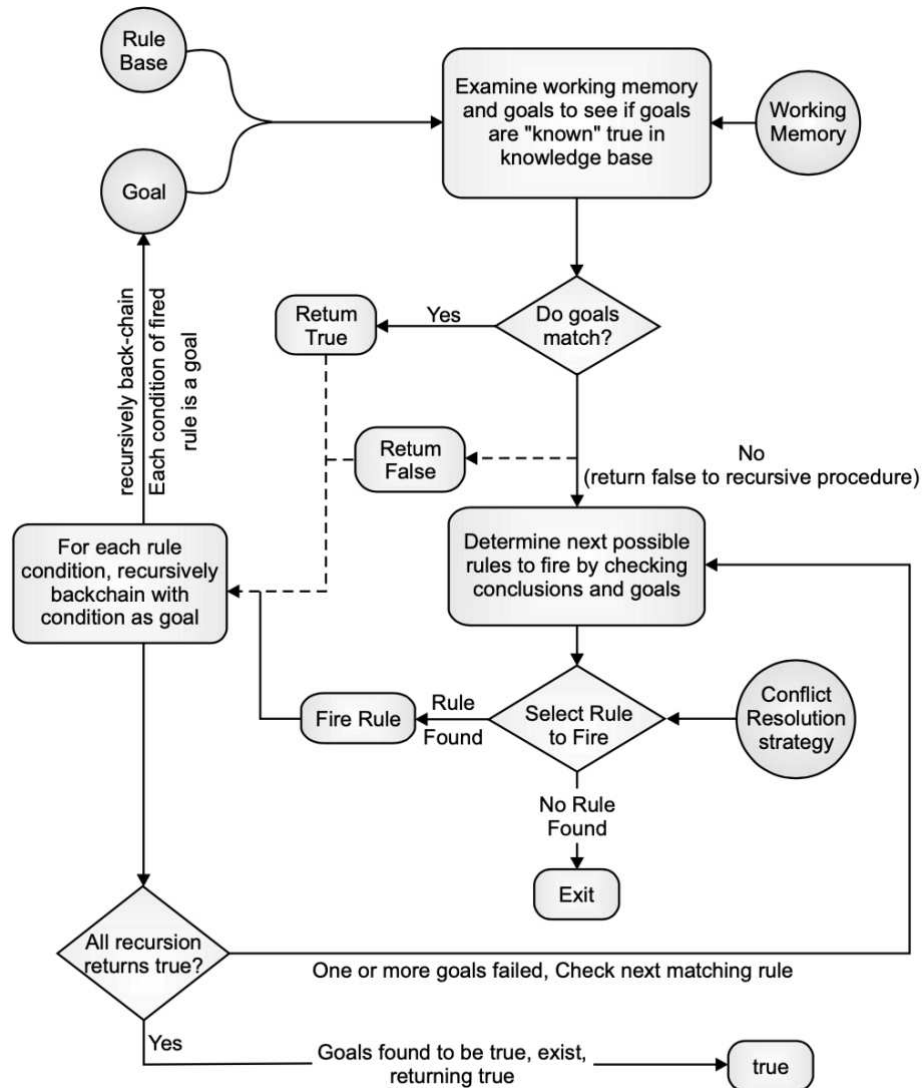 Rule
Base
Examine working memory
and goals to see if goals
are "known" true in
knowledge base
Working
Memory
Goal
recursively back-chain
Each condition of fired
rule is a goal
Do goals
match?
Yes
Retum
True
Retum
False
No
(return false to recursive procedure)
For each rule
condition, recursively
backchain with
condition as goal
Determine next possible
rules to fire by checking
conclusions and goals
Select Rule
to Fire
Conflict
Resolution
strategy
Rule
Found
Fire Rule
No Rule
Found
Exit
All recursion
returns true?
One or more goals failed, Check next matching rule
Yes
Goals found to be true, exist,
returning true
true